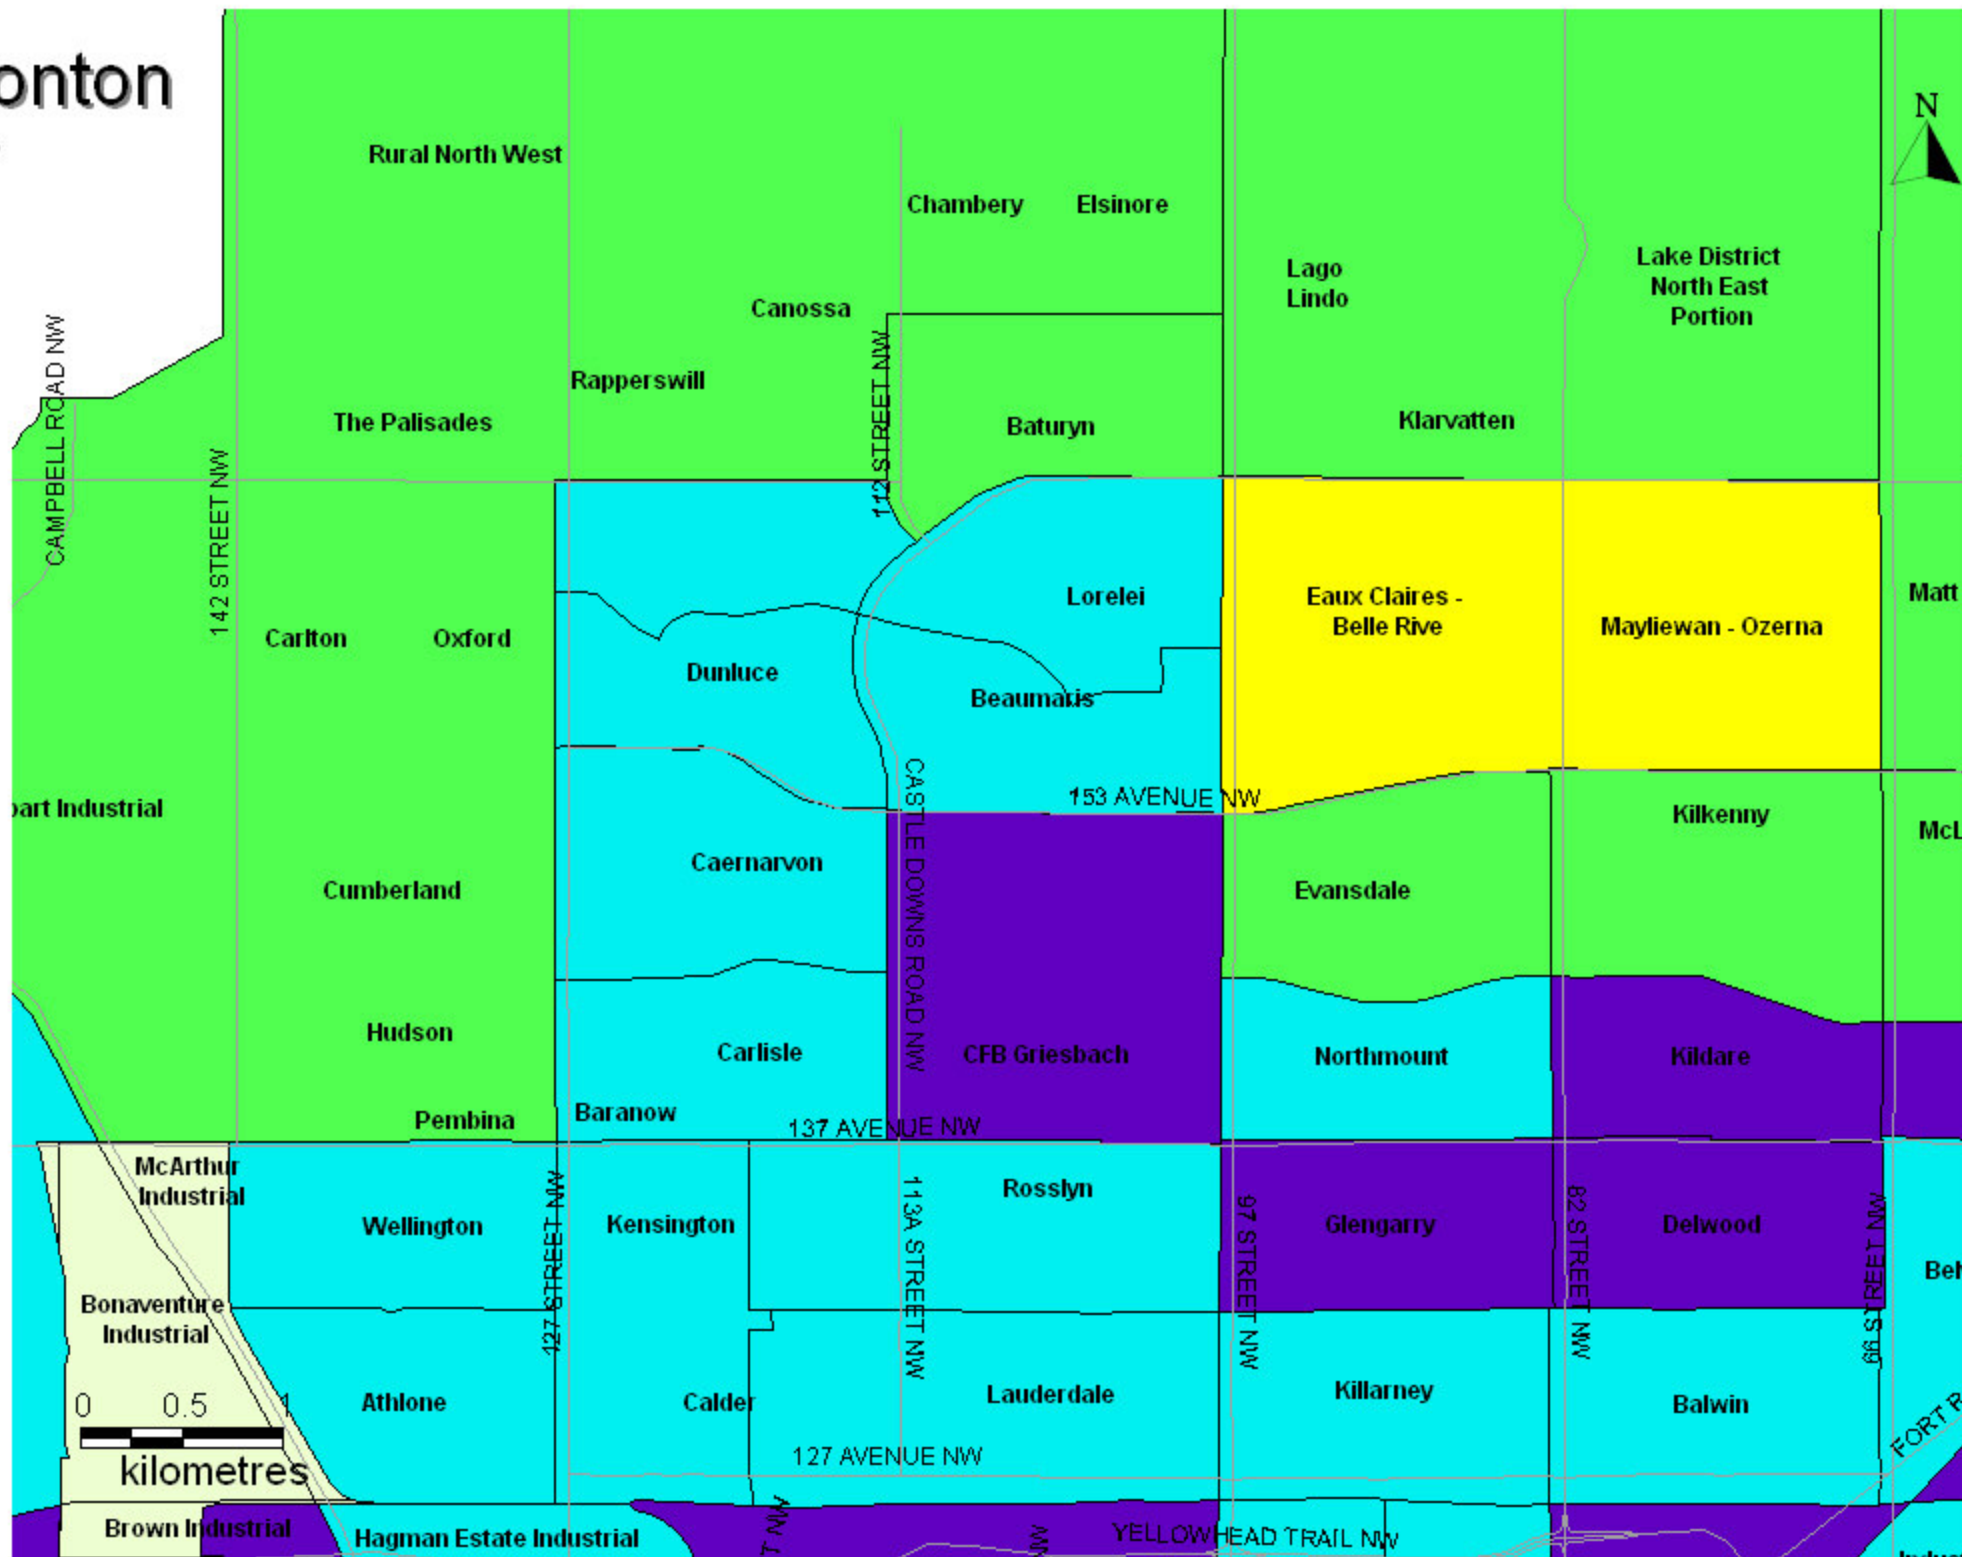 onton
N
Rural North West
Chambery
Elsinore
Lago
Lindo
Lake District
North East
Portion
Canossa
CAMPBELL ROAD NW
112 STREET NW
Rapperswill
The Palisades
Baturyn
Klarvatten
142 STREET NW
Lorelei
Eaux Claires -
Belle Rive
Matt
Mayliewan - Ozerna
Carlton
Oxford
Dunluce
Beaumaris
CASTLE DOWNS ROAD NW
153 AVENUE NW
part Industrial
Kilkenny
McL
Caernarvon
Cumberland
Evansdale
Hudson
Carlisle
CFB Griesbach
Northmount
Kildare
Pembina
Baranow
137 AVENUE NW
McArthur
Industrial
Rosslyn
Wellington
127 STREET NW
Kensington
113A STREET NW
97 STREET NW
Glengarry
82 STREET NW
Delwood
66 STREET NW
Bel
Bonaventure
Industrial
0 0.5 1
kilometres
Athlone
Calder
Lauderdale
Killarney
Balwin
FORT R
127 AVENUE NW
Brown Industrial
Hagman Estate Industrial
T NW
NW
YELLOWHEAD TRAIL NW